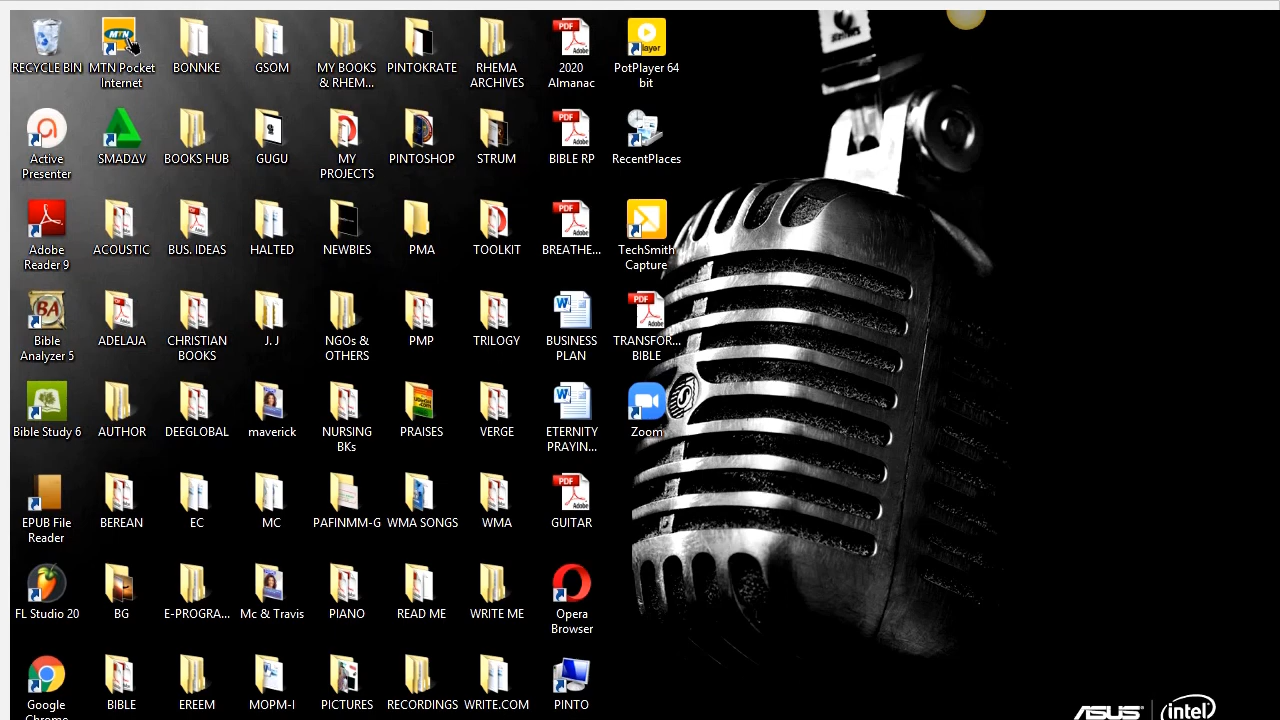 RECYCLE BIN
MTN Pocket
Internet
BONNKE
GSOM
MY BOOKS
& RHEM...
PINTOKRATE
RHEMA
ARCHIVES
2020
Almanac
PotPlayer 64
bit
Active
Presenter
SMADΔV
BOOKS HUB
GUGU
MY
PROJECTS
PINTOSHOP
STRUM
BIBLE RP
RecentPlaces
Adobe
Reader 9
ACOUSTIC
BUS. IDEAS
HALTED
NEWBIES
PMA
TOOLKIT
BREATHE...
TechSmith
Capture
Bible
Analyzer 5
ADELAJA
CHRISTIAN
BOOKS
J. J
NGOs &
OTHERS
PMP
TRILOGY
BUSINESS
PLAN
TRANSFOR...
BIBLE
Bible Study 6
AUTHOR
DEEGLOBAL
maverick
NURSING
BKs
PRAISES
VERGE
ETERNITY
PRAYIN...
Zoom
EPUB File
Reader
BEREAN
EC
MC
PAFINMM-G
WMA SONGS
WMA
GUITAR
FL Studio 20
BG
E-PROGRA...
Mc & Travis
PIANO
READ ME
WRITE ME
Opera
Browser
Google
Chrome
BIBLE
EREEM
MOPM-I
PICTURES
RECORDINGS
WRITE.COM
PINTO
ASUS
intel